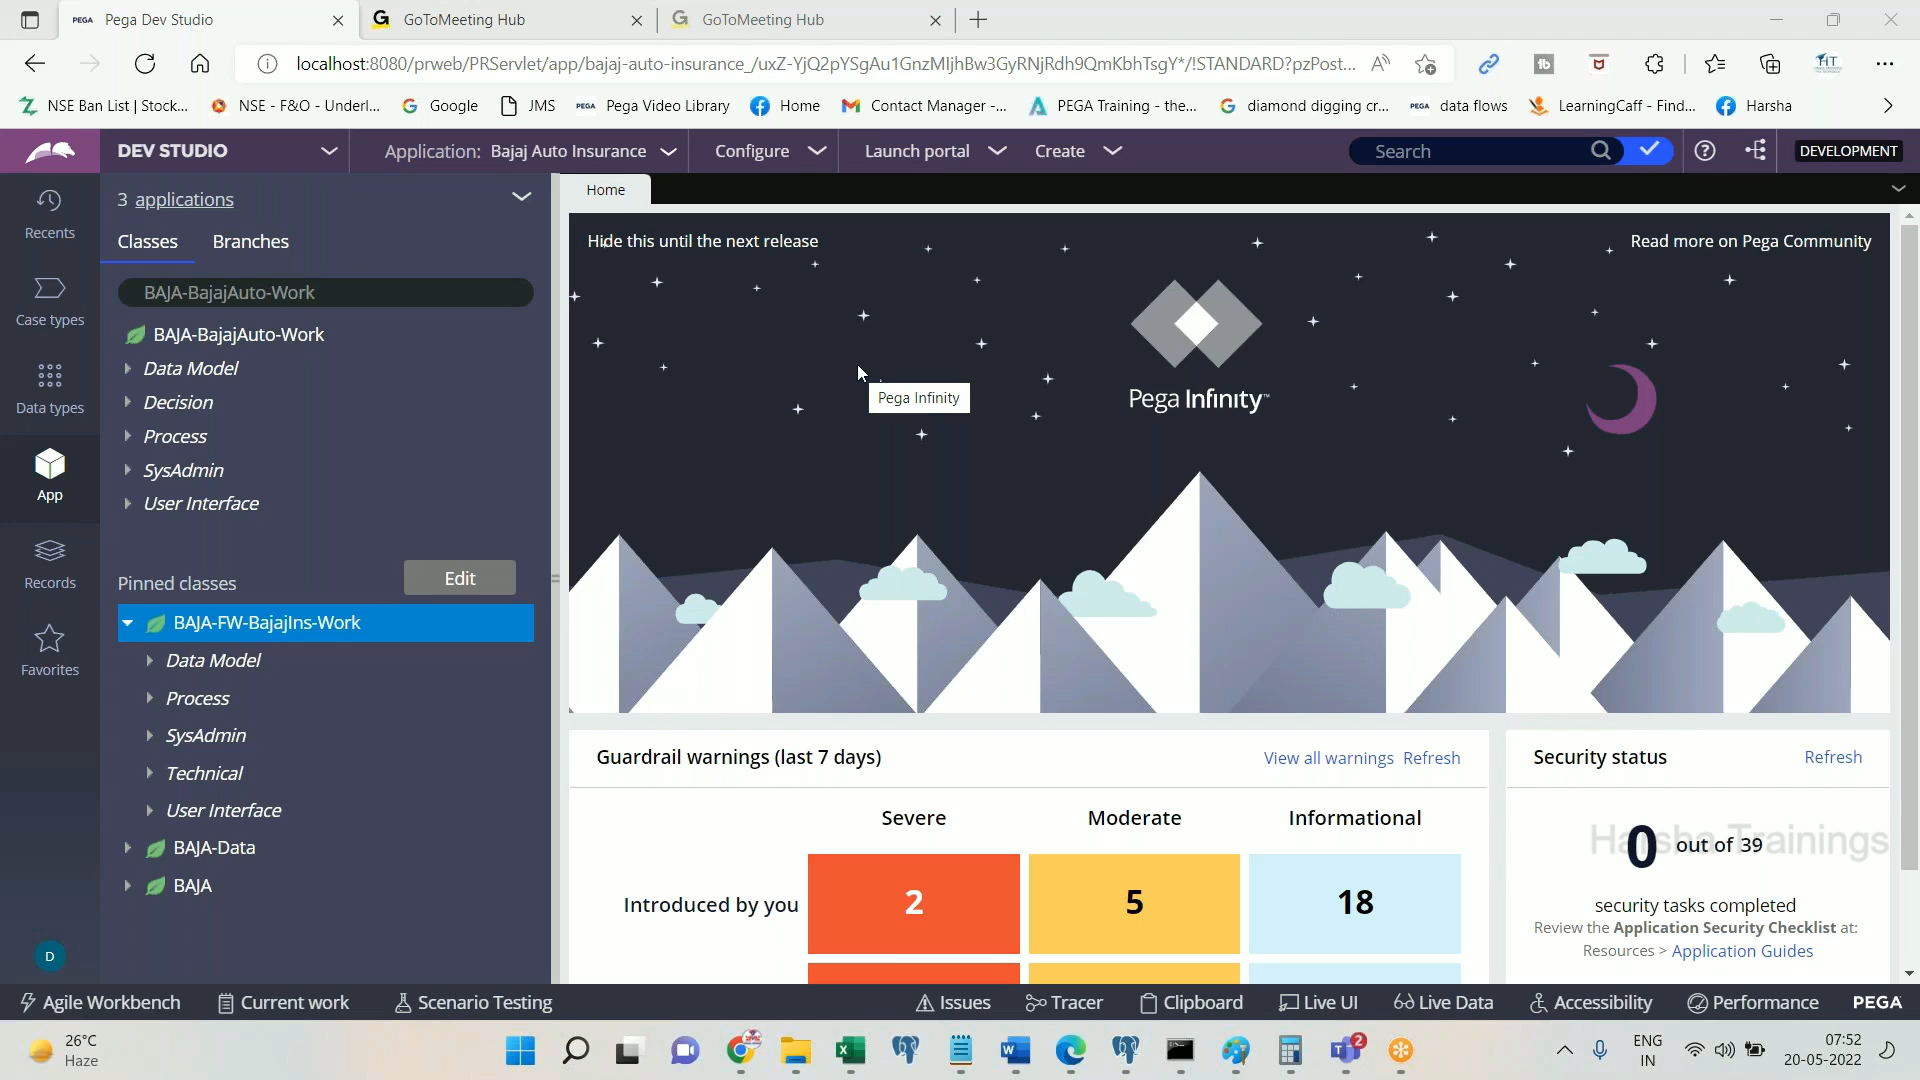 PEGA Pega Dev Studio
G GoToMeeting Hub
G GoToMeeting Hub
localhost:8080/prweb/PRServlet/app/bajaj-auto-insurance_/uxZ-YjQ2pYSgAu1GnzMIjhBw3GyRNjRdh9QmKbhTsgY*/!STANDARD?pzPost...
NSE Ban List | Stock...
NSE - F&O - Underl...
Google
JMS
PEGA Pega Video Library
Home
Contact Manager -...
PEGA Training - the...
diamond digging cr...
PEGA data flows
LearningCaff - Find...
Harsha
DEV STUDIO
Application: Bajaj Auto Insurance
Configure
Launch portal
Create
Search
DEVELOPMENT
Recents
Case types
Data types
App
Records
Favorites
D
3 applications
Classes
Branches
BAJA-BajajAuto-Work
BAJA-BajajAuto-Work
Data Model
Decision
Process
SysAdmin
User Interface
Pinned classes
Edit
BAJA-FW-BajajIns-Work
Data Model
Process
SysAdmin
Technical
User Interface
BAJA-Data
BAJA
Home
Hide this until the next release
Read more on Pega Community
Pega Infinity™
Pega Infinity
Guardrail warnings (last 7 days)
View all warnings Refresh
Severe
Moderate
Informational
Introduced by you
2
5
18
Security status
Refresh
Harsha Trainings
0 out of 39
security tasks completed
Review the Application Security Checklist at:
Resources > Application Guides
Agile Workbench
Current work
Scenario Testing
Issues
Tracer
Clipboard
Live UI
Live Data
Accessibility
Performance
PEGA
26°C
Haze
2
ENG
IN
07:52
20-05-2022